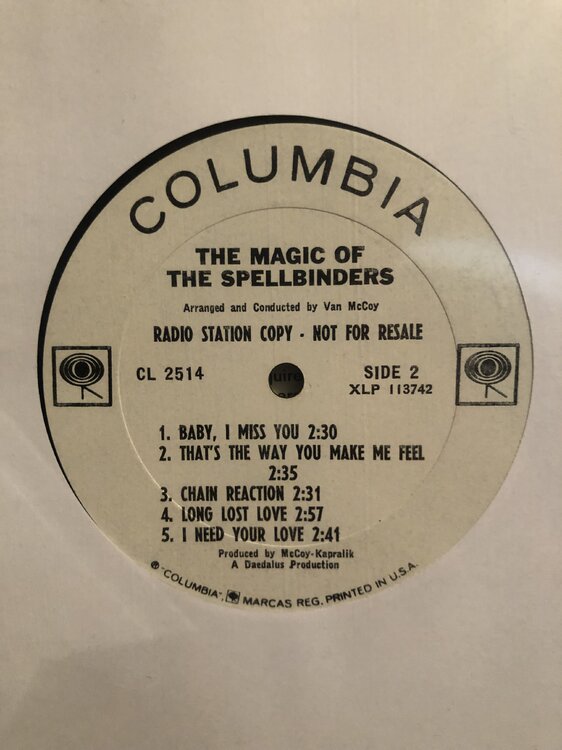 COLUMBIA
THE MAGIC OF
THE SPELLBINDERS
Arranged and Conducted by Van McCoy
RADIO STATION COPY - NOT FOR RESALE
CL 2514
SIDE 2
XLP 113742
1. BABY, I MISS YOU 2:30
2. THAT'S THE WAY YOU MAKE ME FEEL
2:35
3. CHAIN REACTION 2:31
4. LONG LOST LOVE 2:57
5. I NEED YOUR LOVE 2:41
Produced by McCoy-Kapralik
A Daedalus Production
"COLUMBIA", MARCAS REG. PRINTED IN U.S.A.